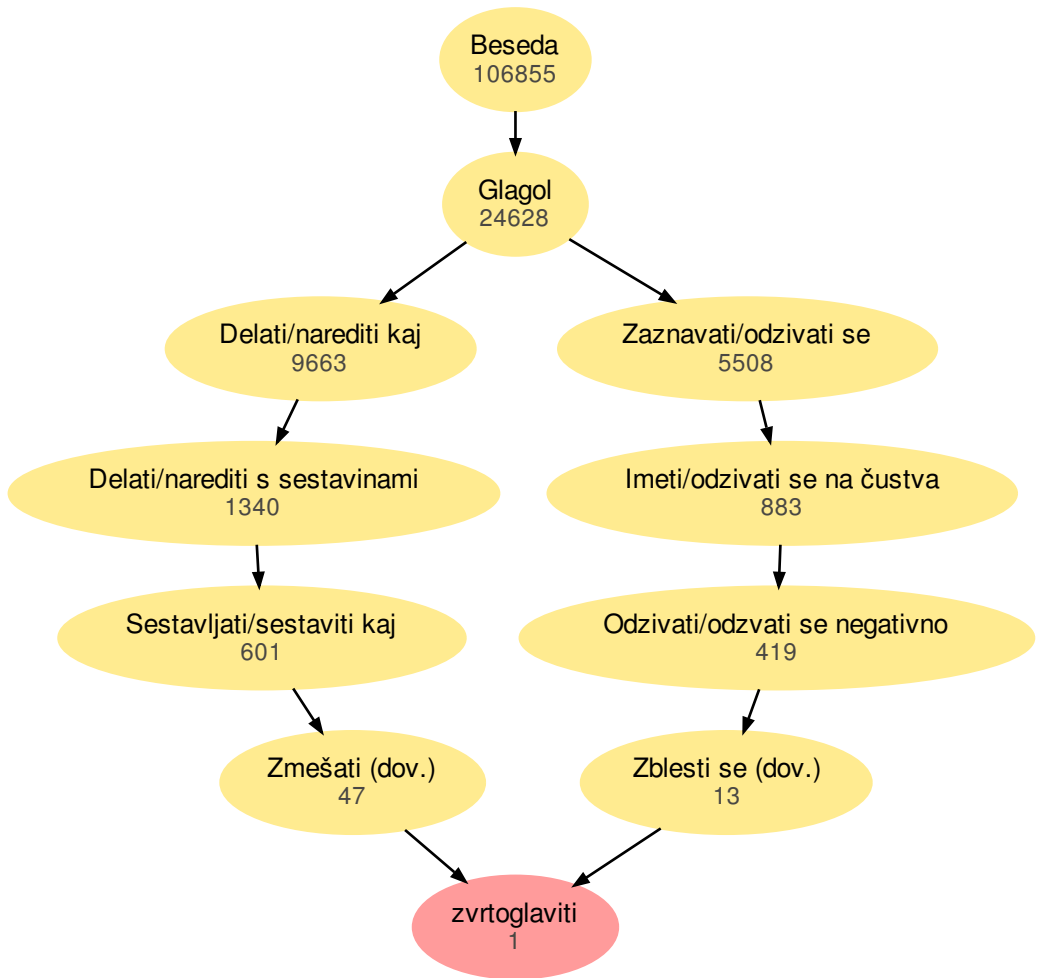 Beseda
106855
Glagol
24628
Delati/narediti kaj
9663
Zaznavati/odzivati se
5508
Delati/narediti s sestavinami
1340
Imeti/odzivati se na čustva
883
Sestavljati/sestaviti kaj
601
Odzivati/odzvati se negativno
419
Zmešati (dov.)
47
Zblesti se (dov.)
13
zvrtoglaviti
1